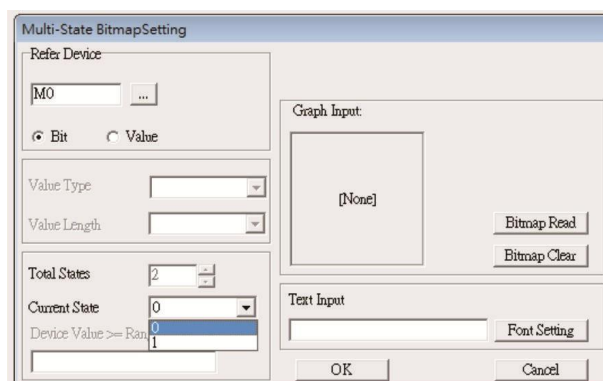 Multi-State BitmapSetting
Refer Device
M0
...
Bit Value
Value Type
Value Length
Total States 2
Current State 0
0
1
Device Value >=
Graph Input:
[None]
Bitmap Read
Bitmap Clear
Text Input
Font Setting
OK Cancel